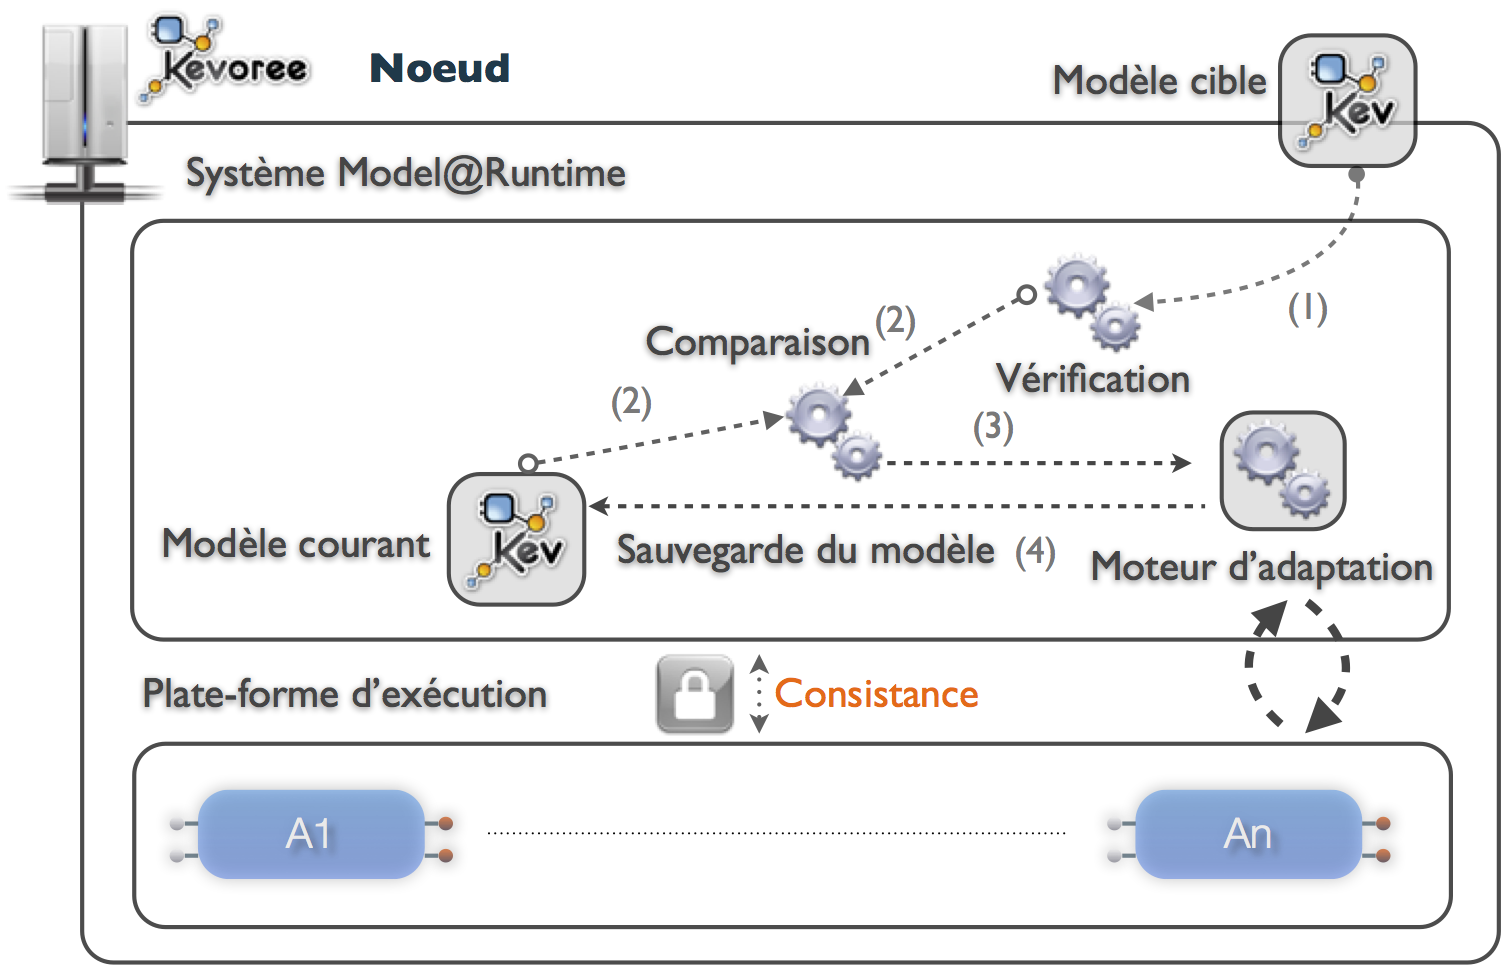 Kevoree
Noeud
Modèle cible
Kev
Système Model@Runtime
(1)
Comparaison
(2)
Vérification
(2)
(3)
Kev
Modèle courant
Sauvegarde du modèle (4)
Moteur d'adaptation
Plate-forme d'exécution
Consistance
A1
An